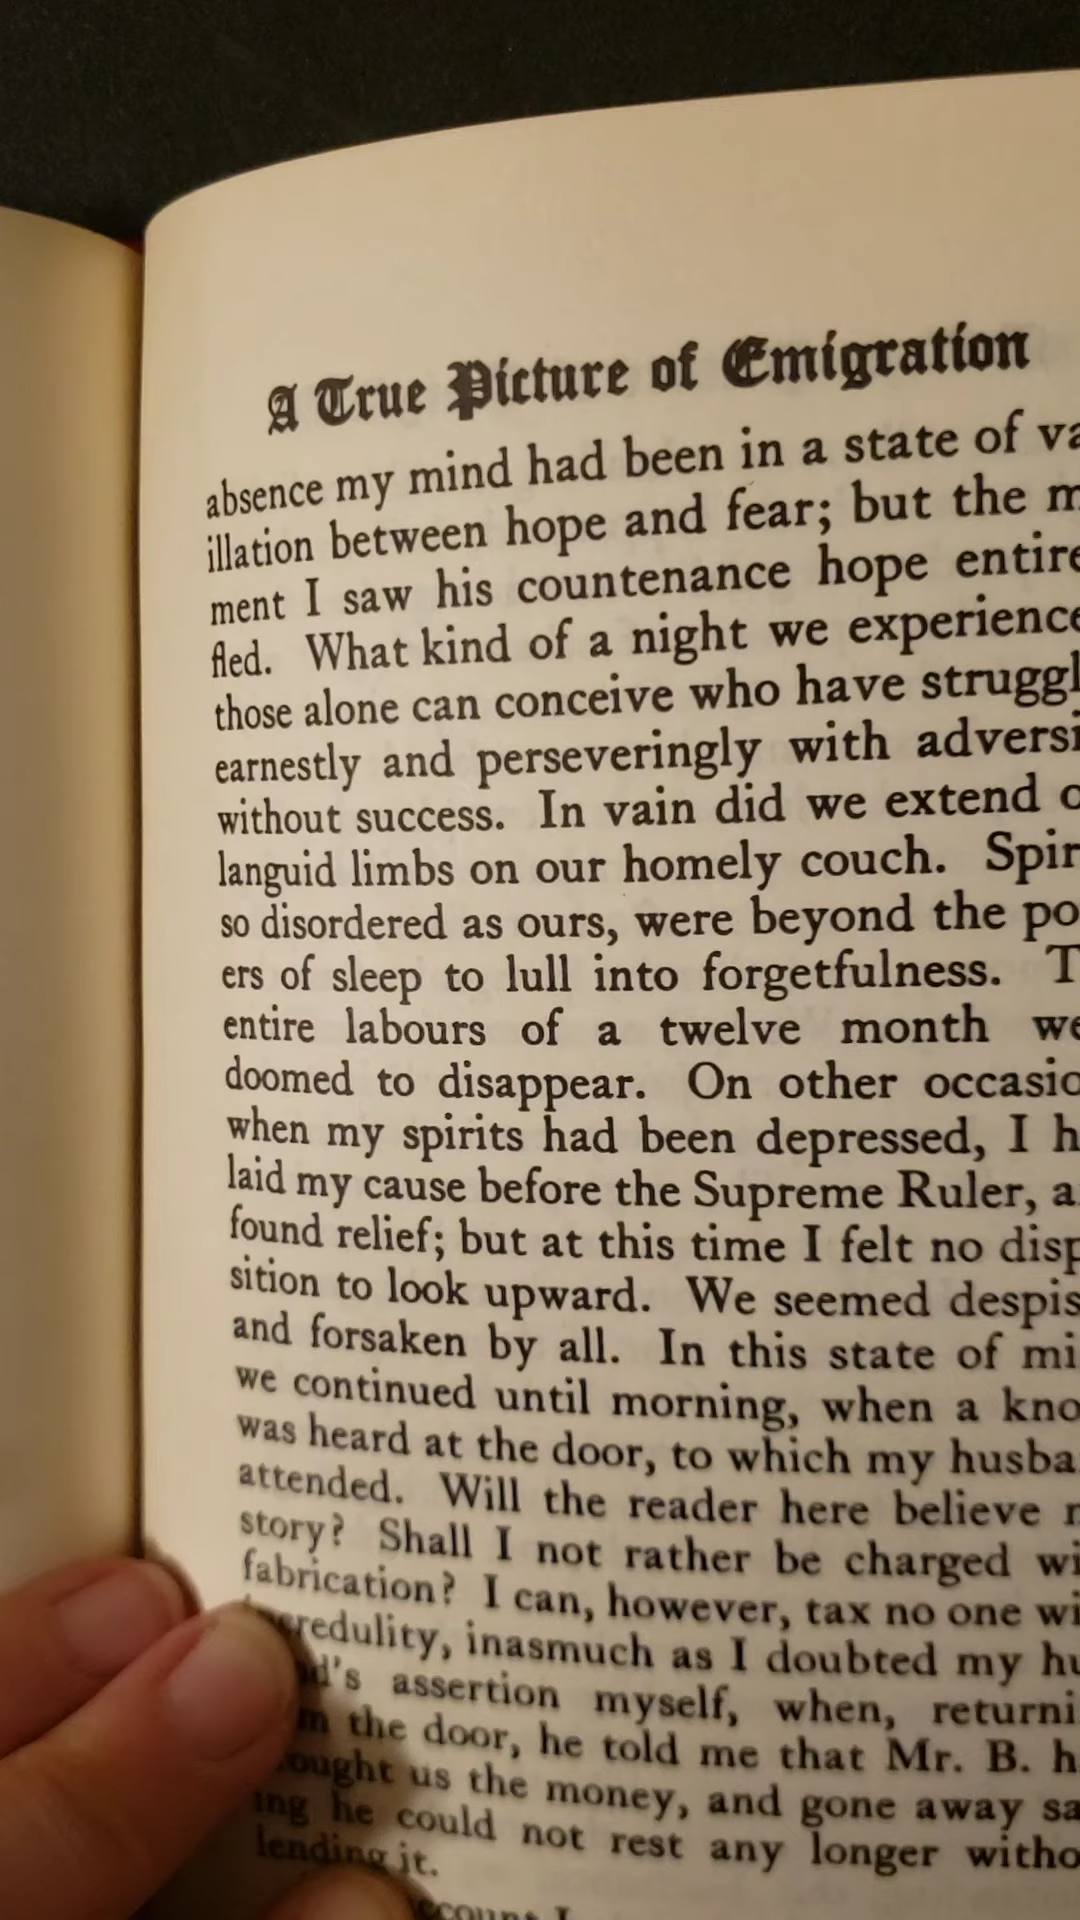 A True Picture of Emigration
absence my mind had been in a state of va
illation between hope and fear; but the m
ment I saw his countenance hope entire
fled. What kind of a night we experience
those alone can conceive who have struggl
earnestly and perseveringly with adversi
without success. In vain did we extend o
languid limbs on our homely couch. Spir
so disordered as ours, were beyond the po
ers of sleep to lull into forgetfulness. T
entire labours of a twelve month we
doomed to disappear. On other occasio
when my spirits had been depressed, I h
laid my cause before the Supreme Ruler, a
found relief; but at this time I felt no disp
sition to look upward. We seemed despis
and forsaken by all. In this state of mi
we continued until morning, when a kno
was heard at the door, to which my husba
attended. Will the reader here believe
story? Shall I not rather be charged wi
fabrication? I can, however, tax no one wi
redulity, inasmuch as I doubted my hu
d's assertion myself, when, returni
m the door, he told me that Mr. B. h
ought us the money, and gone away sa
ing he could not rest any longer witho
lending it.